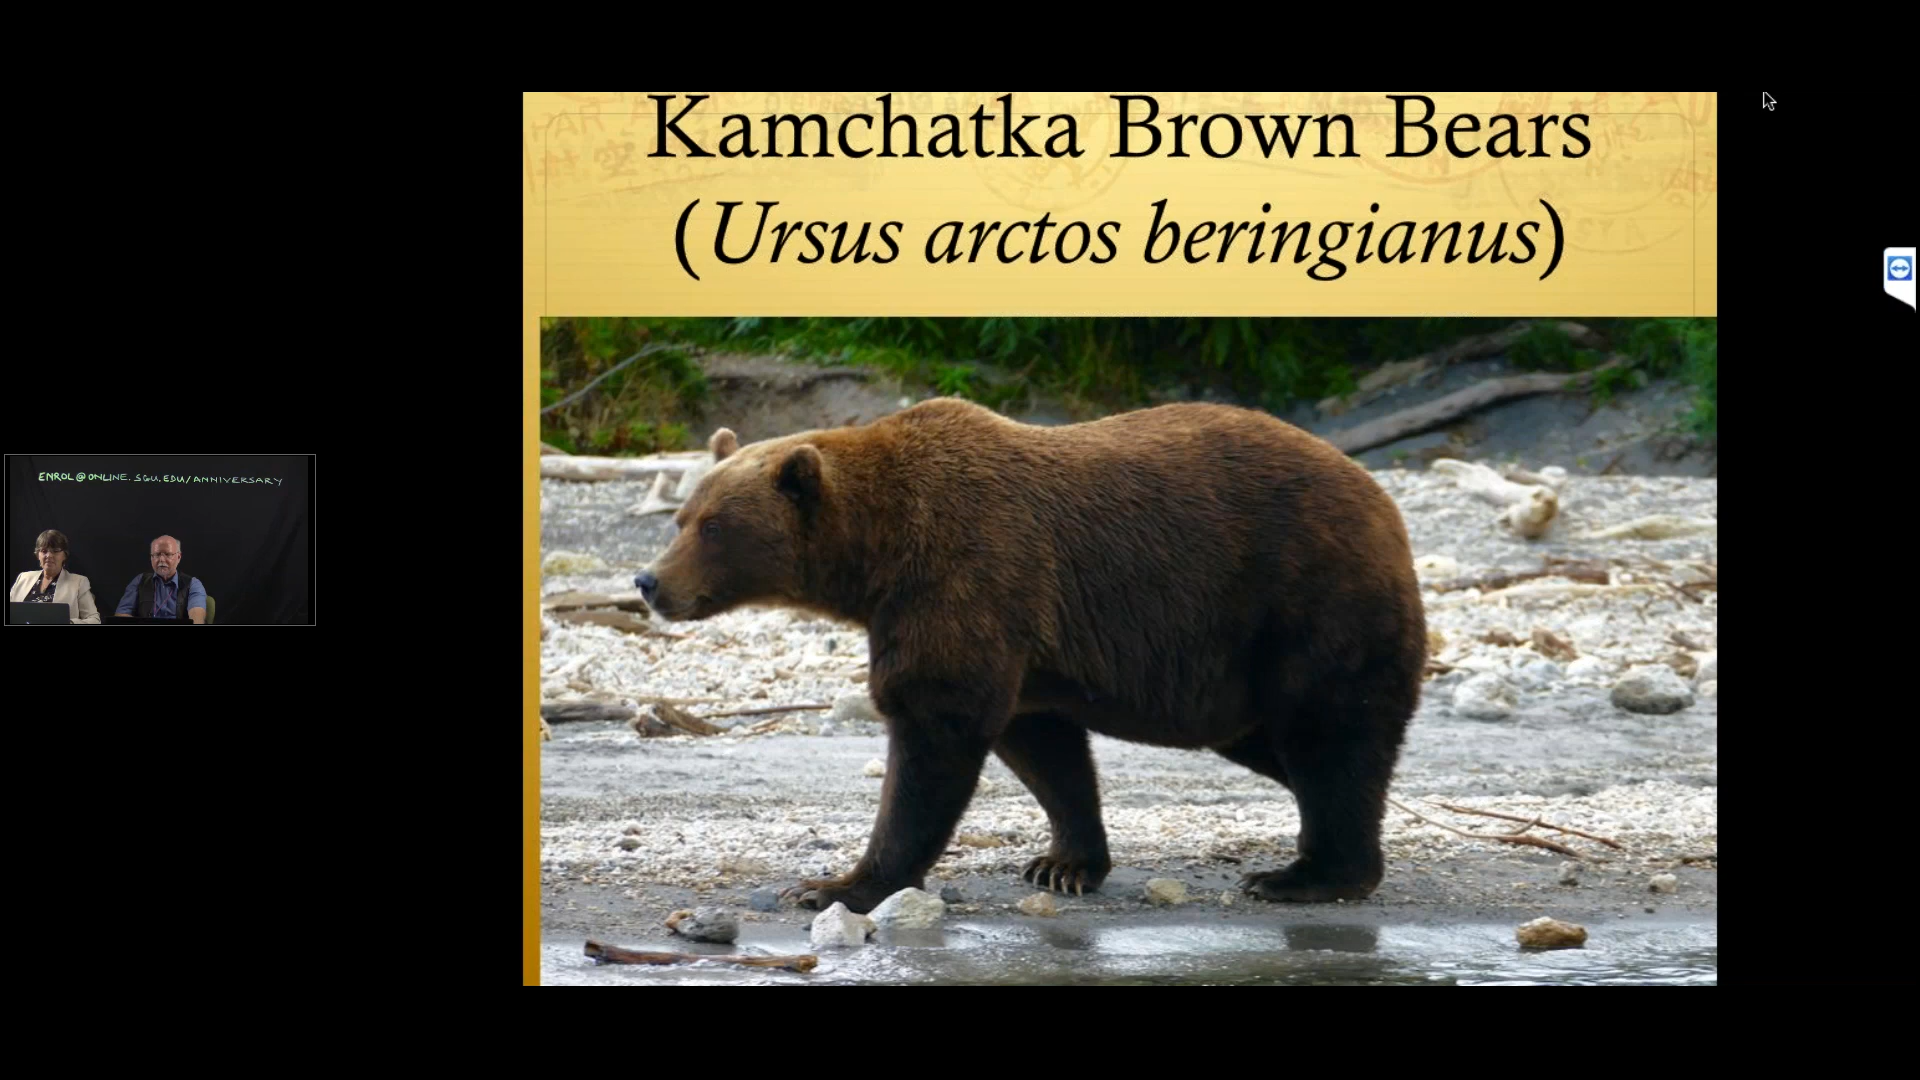 Kamchatka Brown Bears
(Ursus arctos beringianus)
ENROL@ONLINE.SGU.EDU/ANNIVERSARY